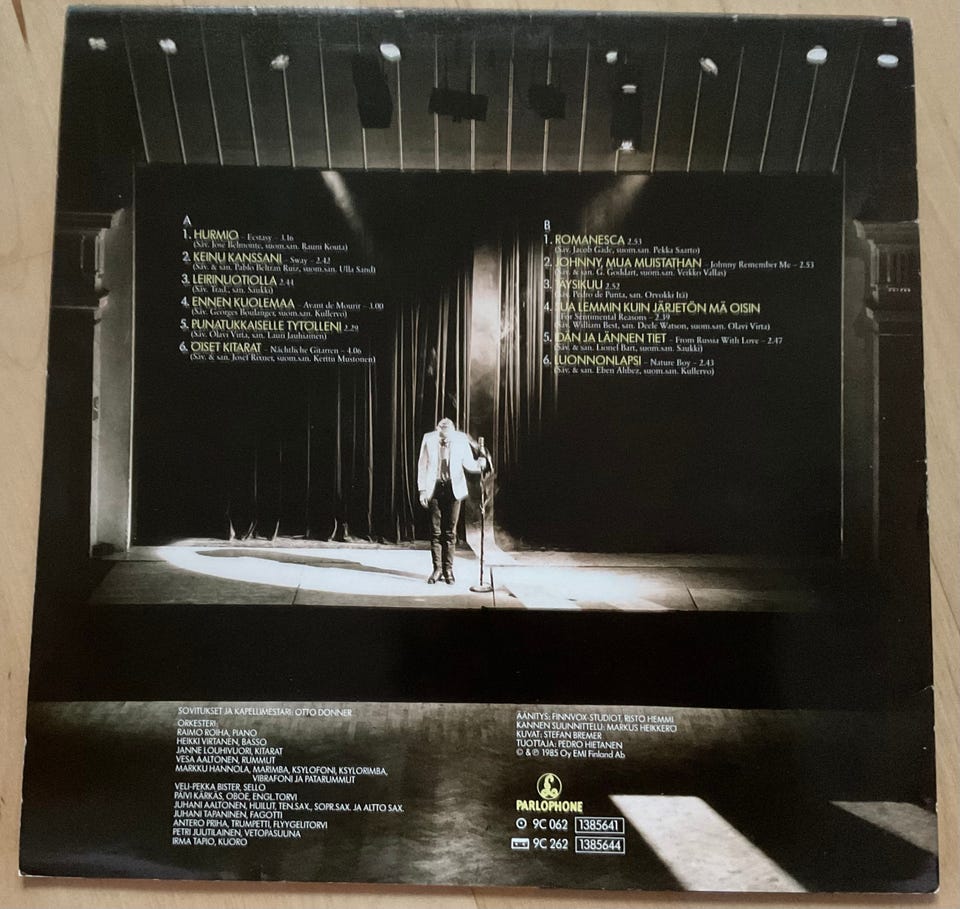 A
1. HURMIO – Ecstasy – 3.16
(Säv. José Belmonte, suom.san. Rauni Kouta)
2. KEINU KANSSANI – Sway – 2.42
(Säv. & san. Pablo Beltran Ruiz, suom.san. Ulla Sand)
3. LEIRINUOTIOLLA 2.44
(Säv. Trad., san. Saukki)
4. ENNEN KUOLEMAA – Avant de Mourir – 3.00
(Säv. Georges Boulanger, suom.san. Kullervo)
5. PUNATUKKAISELLE TYTÖLLENI 2.29
(Säv. Olavi Virta, san. Lauri Jauhiainen)
6. ÖISET KITARAT – Nächtliche Gitarren – 4.06
(Säv. & san. Josef Rixner, suom.san. Kerttu Mustonen)
B
1. ROMANESCA 2.53
(Säv. Jacob Gade, suom.san. Pekka Saarto)
2. JOHNNY, MUA MUISTATHAN – Johnny Remember Me – 2.53
(Säv. & san. G. Goddart, suom.san. Veikko Vallas)
3. TÄYSIKUU 2.52
(Säv. Pedro de Punta, san. Orvokki Itä)
4. SUA LEMMIN KUIN JÄRJETÖN MÄ OISIN
– For Sentimental Reasons – 2.39
(Säv. William Best, san. Deele Watson, suom.san. Olavi Virta)
5. IDÄN JA LÄNNEN TIET – From Russia With Love – 2.47
(Säv. & san. Lionel Bart, suom.san. Saukki)
6. LUONNONLAPSI – Nature Boy – 2.43
(Säv. & san. Eben Ahbez, suom.san. Kullervo)
SOVITUKSET JA KAPELLIMESTARI: OTTO DONNER
ORKESTERI:
RAIMO ROIHA, PIANO
HEIKKI VIRTANEN, BASSO
JANNE LOUHIVUORI, KITARAT
VESA AALTONEN, RUMMUT
MARKKU HANNOLA, MARIMBA, KSYLOFONI, KSYLORIMBA,
VIBRAFONI JA PATARUMMUT
VELI-PEKKA BISTER, SELLO
PÄIVI KÄRKÄS, OBOE, ENGL.TORVI
JUHANI AALTONEN, HUILUT, TEN.SAX., SOPR.SAX. JA ALTTO SAX.
JUHANI TAPANINEN, FAGOTTI
ANTERO PRIHA, TRUMPETTI, FLYYGELITORVI
PETRI JUUTILAINEN, VETOPASUUNA
IRMA TAPIO, KUORO
ÄÄNITYS: FINNVOX-STUDIOT, RISTO HEMMI
KANNEN SUUNNITTELU: MARKUS HEIKKERÖ
KUVAT: STEFAN BREMER
TUOTTAJA: PEDRO HIETANEN
© & ℗ 1985 Oy EMI Finland Ab
PARLOPHONE
9C 062 1385641
9C 262 1385644